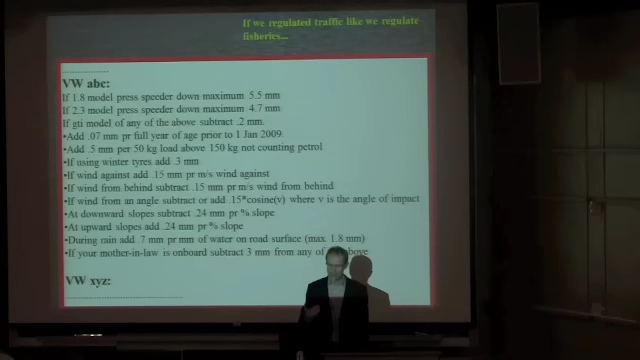 If we regulated traffic like we regulate
fisheries...
VW abc:
If 1.8 model press speeder down maximum 5.5 mm
If 2.3 model press speeder down maximum 4.7 mm
If gti model of any of the above subtract .2 mm.
•Add .07 mm pr full year of age prior to 1 Jan 2009.
•Add .5 mm per 50 kg load above 150 kg not counting petrol
•If using winter tyres add .3 mm
•If wind against add .15 mm pr m/s wind against
•If wind from behind subtract .15 mm pr m/s wind from behind
•If wind from an angle subtract or add .15*cosine(v) where v is the angle of impact
•At downward slopes subtract .24 mm pr % slope
•At upward slopes add .24 mm pr % slope
•During rain add .7 mm pr mm of water on road surface (max 1.8 mm)
•If your mother-in-law is onboard subtract 3 mm from any of above
VW xyz: